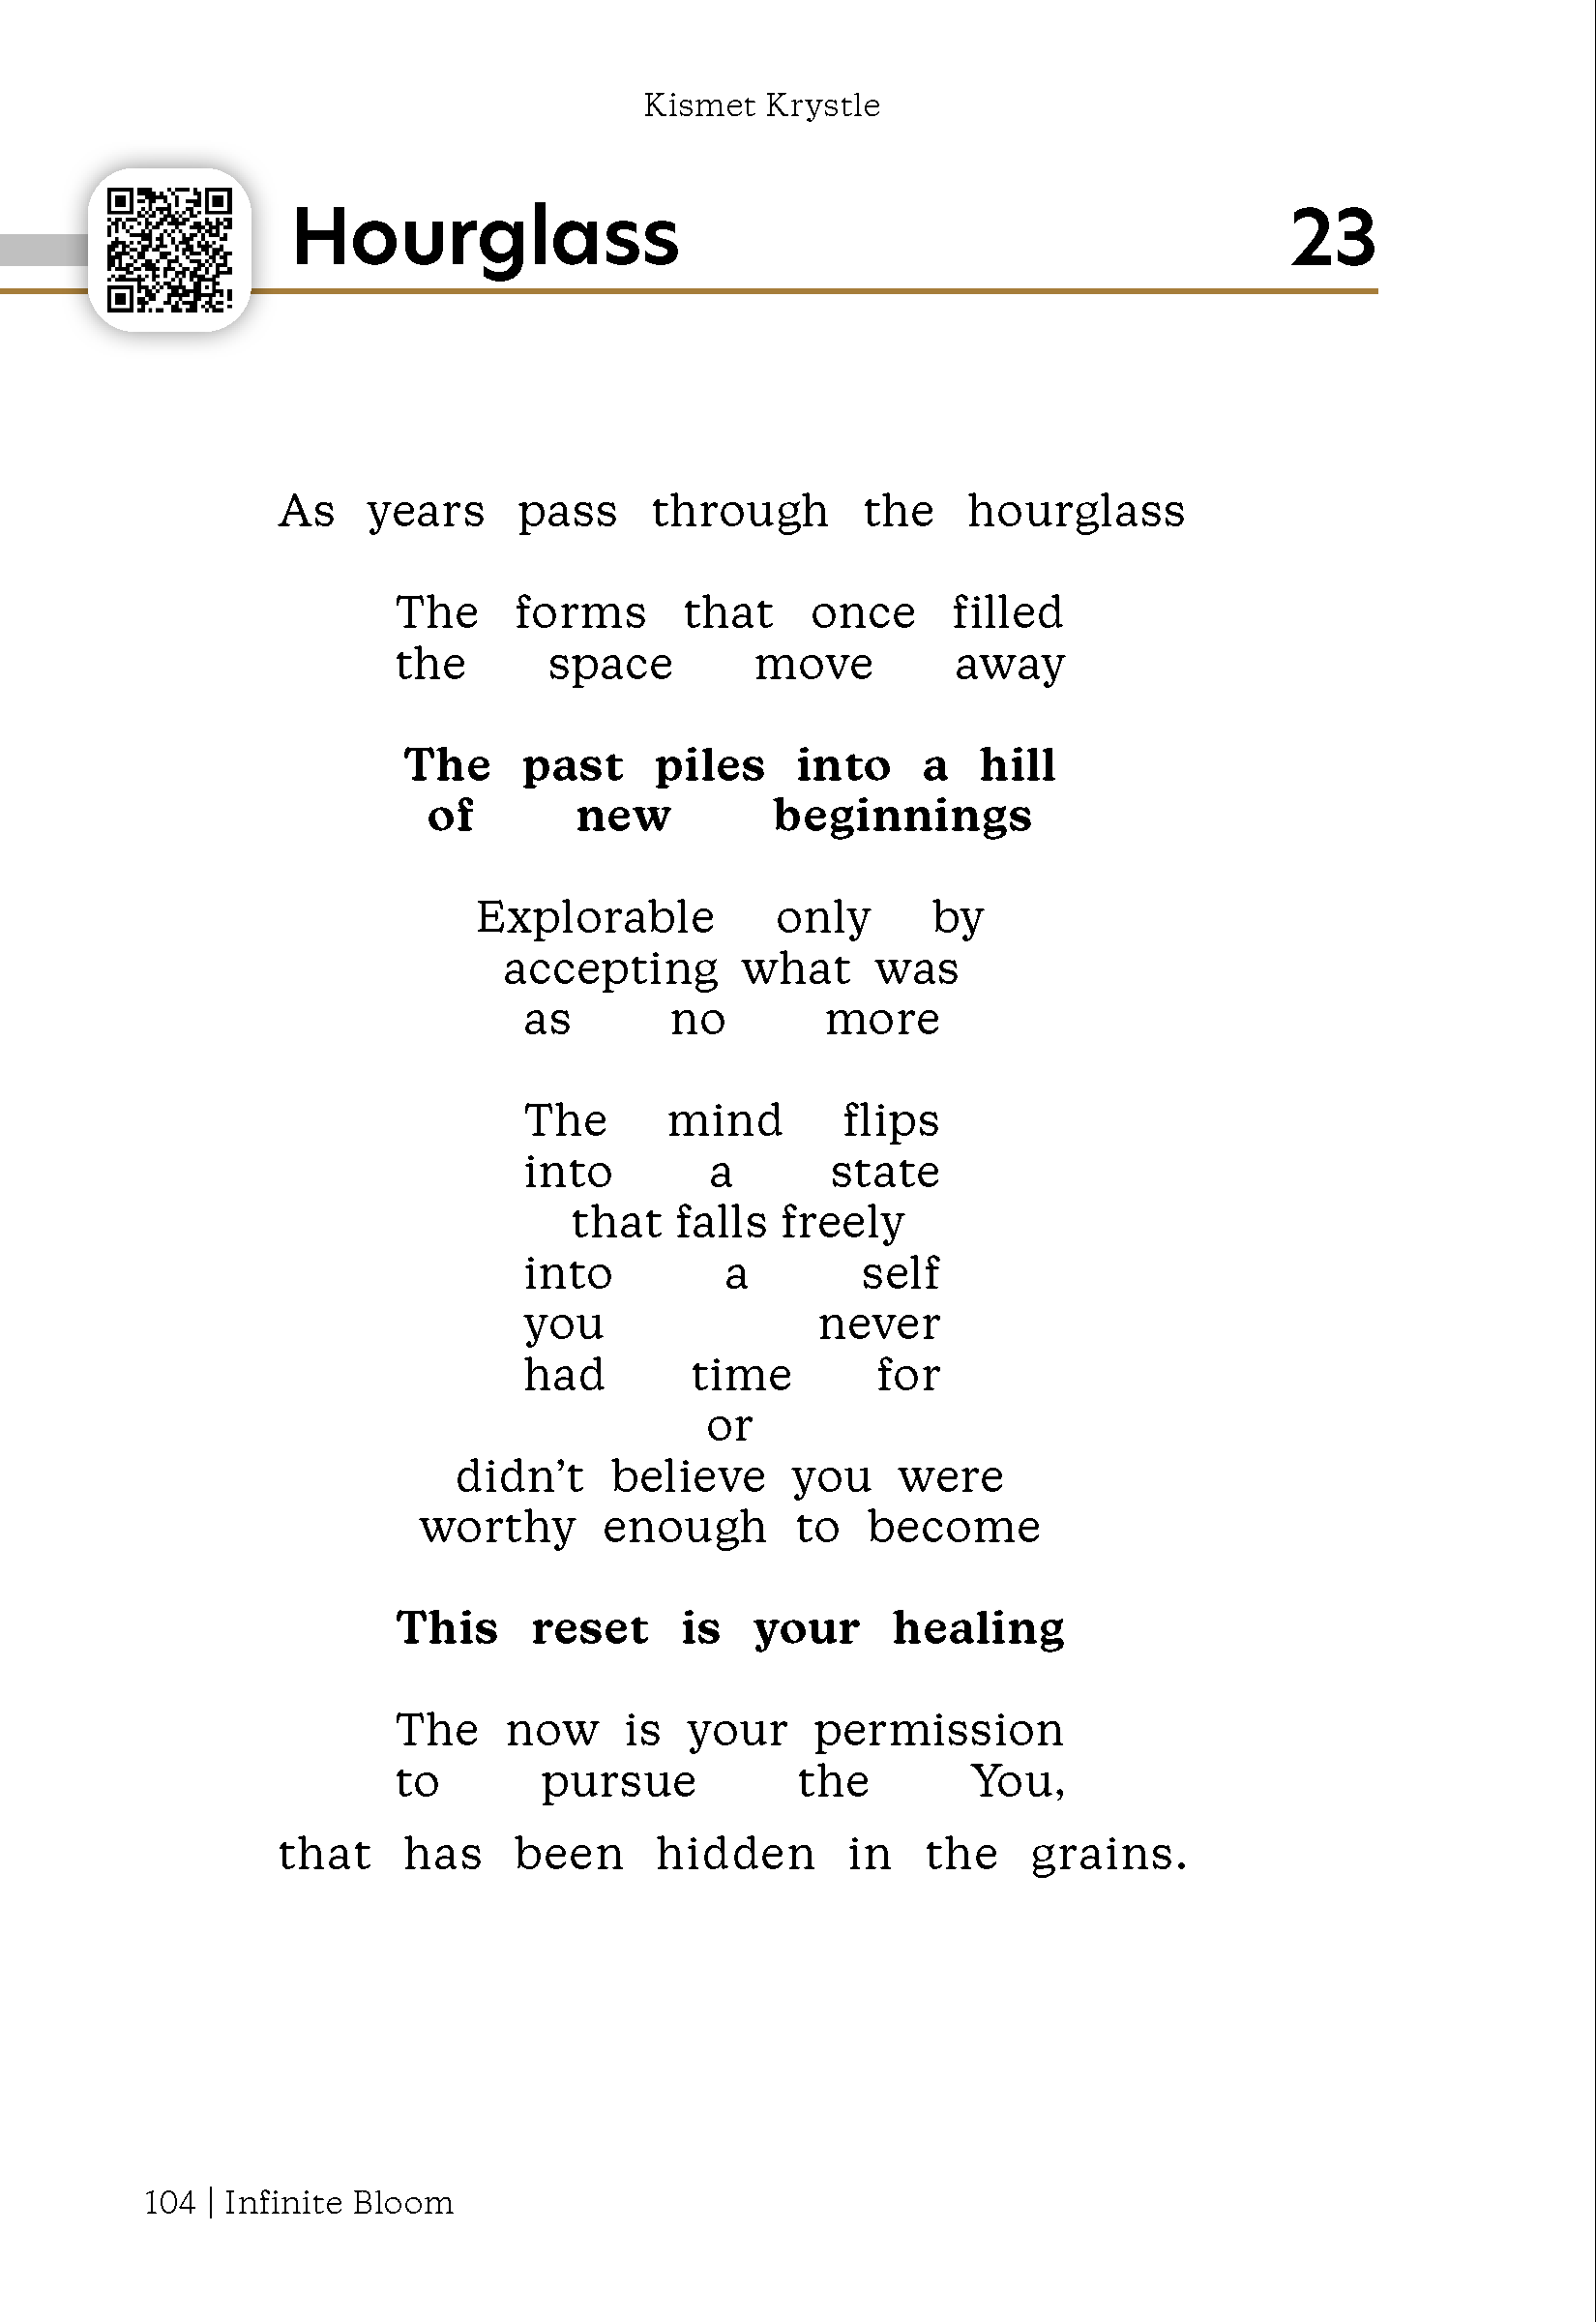 Kismet Krystle
Hourglass 23
As years pass through the hourglass
The forms that once filled
the space move away
The past piles into a hill
of new beginnings
Explorable only by
accepting what was
as no more
The mind flips
into a state
that falls freely
into a self
you never
had time for
or
didn’t believe you were
worthy enough to become
This reset is your healing
The now is your permission
to pursue the You,
that has been hidden in the grains.
104 | Infinite Bloom